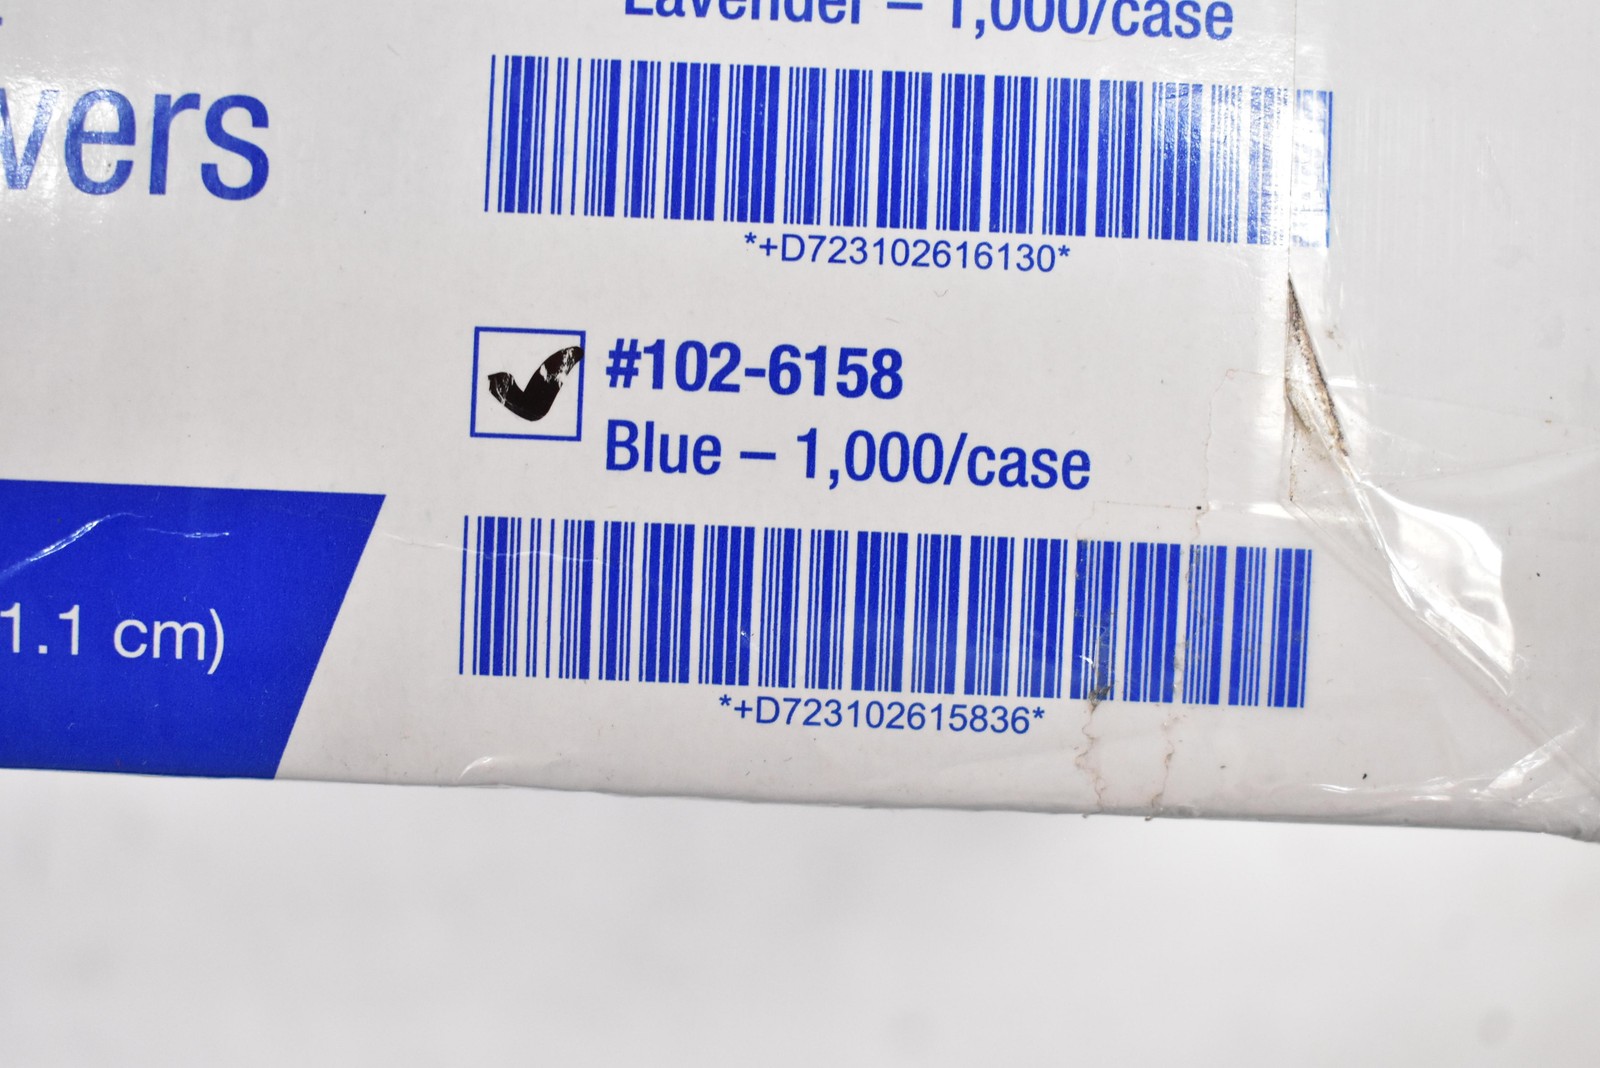 Lavender – 1,000/case
vers
*+D723102616130*
#102-6158
Blue – 1,000/case
1.1 cm)
*+D723102615836*